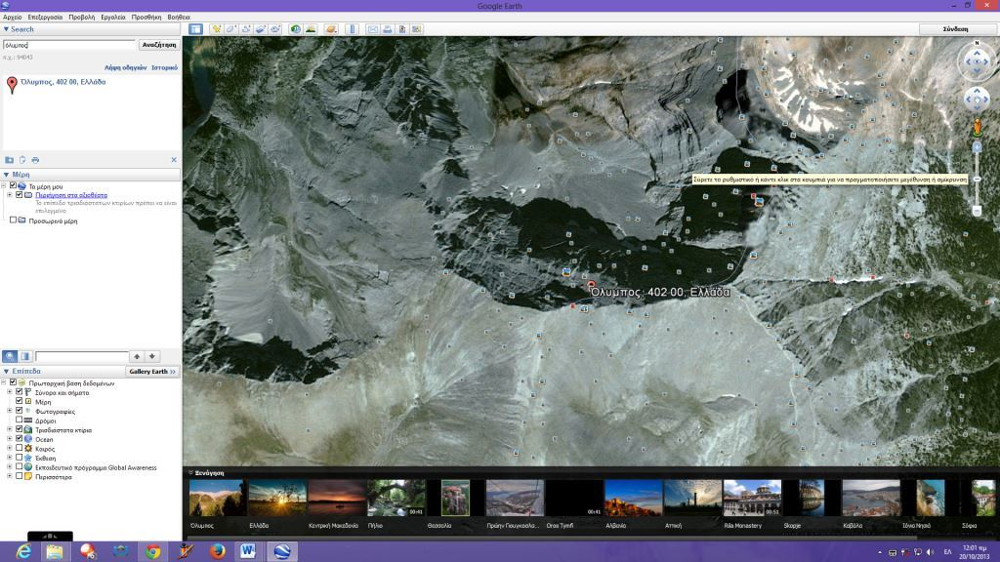 Google Earth
Αρχείο Επεξεργασία Προβολή Εργαλεία Προσθήκη Βοήθεια
Search
όλυμπος
Αναζήτηση
π.χ.: 94043
Λήψη οδηγιών Ιστορικό
Όλυμπος, 402 00, Ελλάδα
Σύνδεση
Σύρετε το ρυθμιστικό ή κάντε κλικ στα κουμπιά για να πραγματοποιήσετε μεγέθυνση ή σμίκρυνση
Όλυμπος, 402 00, Ελλάδα
Μέρη
Τα μέρη μου
Περιήγηση στα αξιοθέατα
Το επίπεδο τρισδιάστατων κτιρίων πρέπει να είναι
επιλεγμένο
Προσωρινά μέρη
Επίπεδα
Gallery Earth >>
Πρωταρχική βάση δεδομένων
Σύνορα και σήματα
Μέρη
Φωτογραφίες
Δρόμοι
Τρισδιάστατα κτίρια
Ocean
Καιρός
Έκθεση
Εκπαιδευτικό πρόγραμμα Global Awareness
Περισσότερα
Ξενάγηση
00:41
00:41
00:51
Όλυμπος
Ελλάδα
Κεντρική Μακεδονία
Πήλιο
Θεσσαλία
Πρώην Γιουγκοσλα...
Oros Tymfi
Αλβανία
Αττική
Rila Monastery
Skopje
Καβάλα
Ιόνια Νησιά
Σόφια
ΕΛ
12:01 πμ
20/10/2013